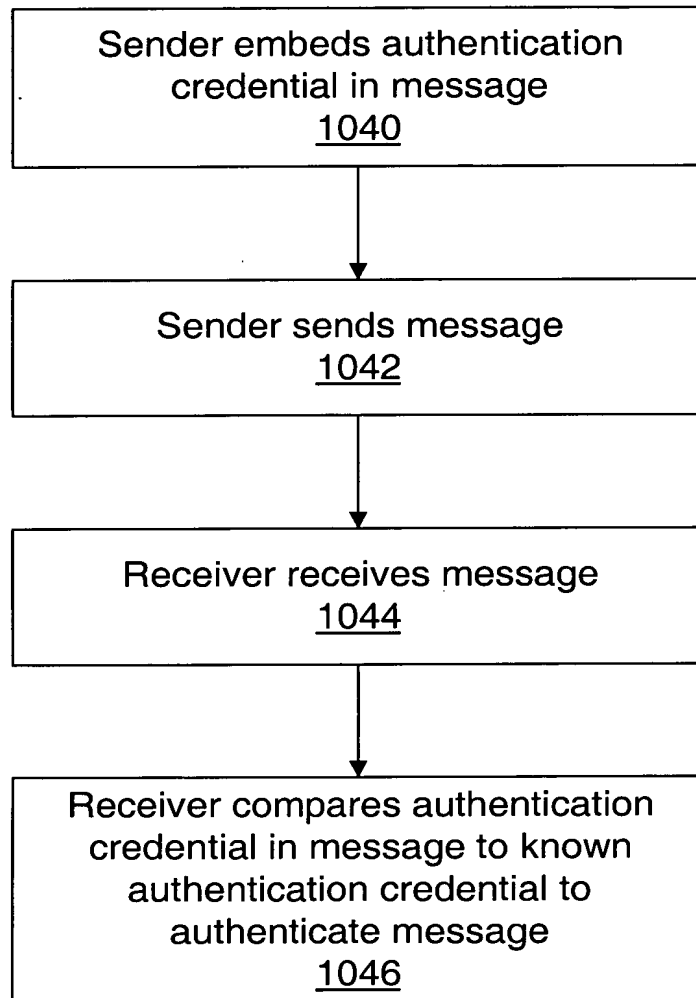 Sender embeds authentication
credential in message
1040
Sender sends message
1042
Receiver receives message
1044
Receiver compares authentication
credential in message to known
authentication credential to
authenticate message
1046